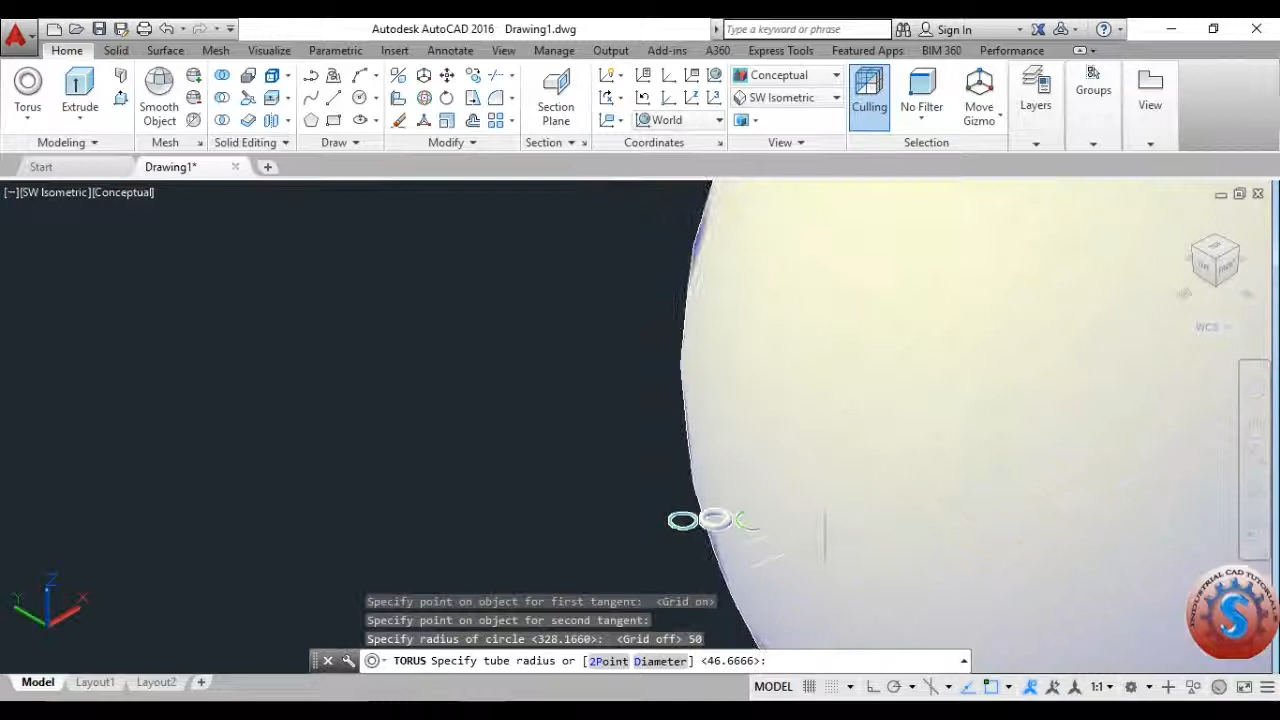 Autodesk AutoCAD 2016 Drawing1.dwg
Type a keyword or phrase
Sign In
Home Solid Surface Mesh Visualize Parametric Insert Annotate View Manage Output Add-ins A360 Express Tools Featured Apps BIM 360 Performance
Torus
Extrude
Smooth
Object
Section
Plane
Conceptual
SW Isometric
World
Culling
No Filter
Move
Gizmo
Layers
Groups
View
Modeling
Mesh
Solid Editing
Draw
Modify
Section
Coordinates
View
Selection
Start
Drawing1*
[−][SW Isometric][Conceptual]
TOP
WCS
Z
Y
X
Specify point on object for first tangent: <Grid on>
Specify point on object for second tangent:
Specify radius of circle <328.1660>: <Grid off> 50
TORUS Specify tube radius or [2Point Diameter] <46.6666>:
INDUSTRIAL CAD TUTORIALS
S
Model Layout1 Layout2
MODEL
1:1